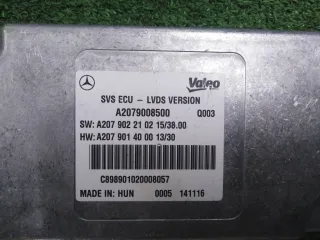 Valeo
SVS ECU – LVDS VERSION
A2079008500 Q003
SW: A207 902 21 02 15/36.00
HW: A207 901 40 00 13/30
C898901020008057
MADE IN: HUN 0005 141116